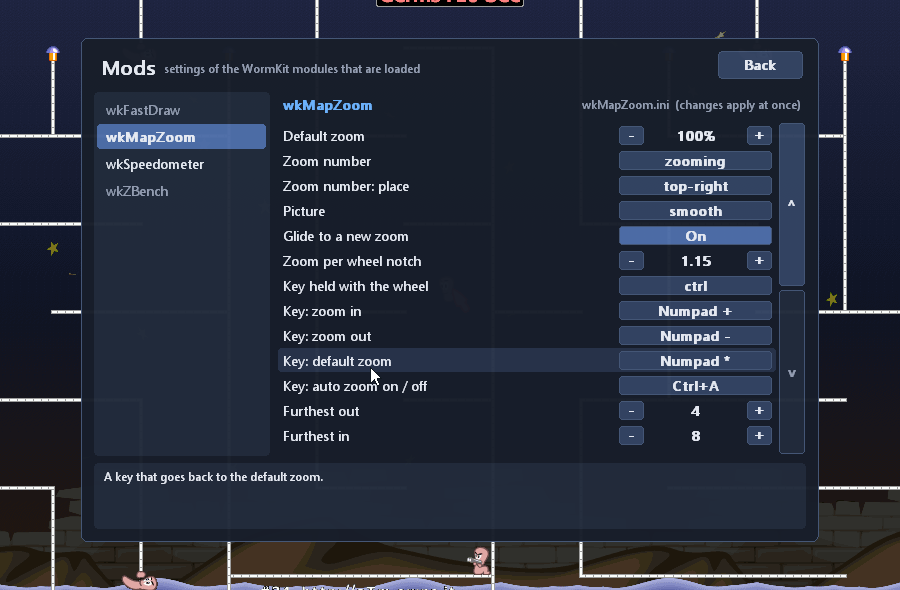 Mods settings of the WormKit modules that are loaded
Back
wkFastDraw
wkMapZoom
wkSpeedometer
wkZBench
wkMapZoom
wkMapZoom.ini (changes apply at once)
Default zoom - 100% +
Zoom number zooming
Zoom number: place top-right
Picture smooth
Glide to a new zoom On
Zoom per wheel notch - 1.15 +
Key held with the wheel ctrl
Key: zoom in Numpad +
Key: zoom out Numpad -
Key: default zoom Numpad *
Key: auto zoom on / off Ctrl+A
Furthest out - 4 +
Furthest in - 8 +
^
v
A key that goes back to the default zoom.